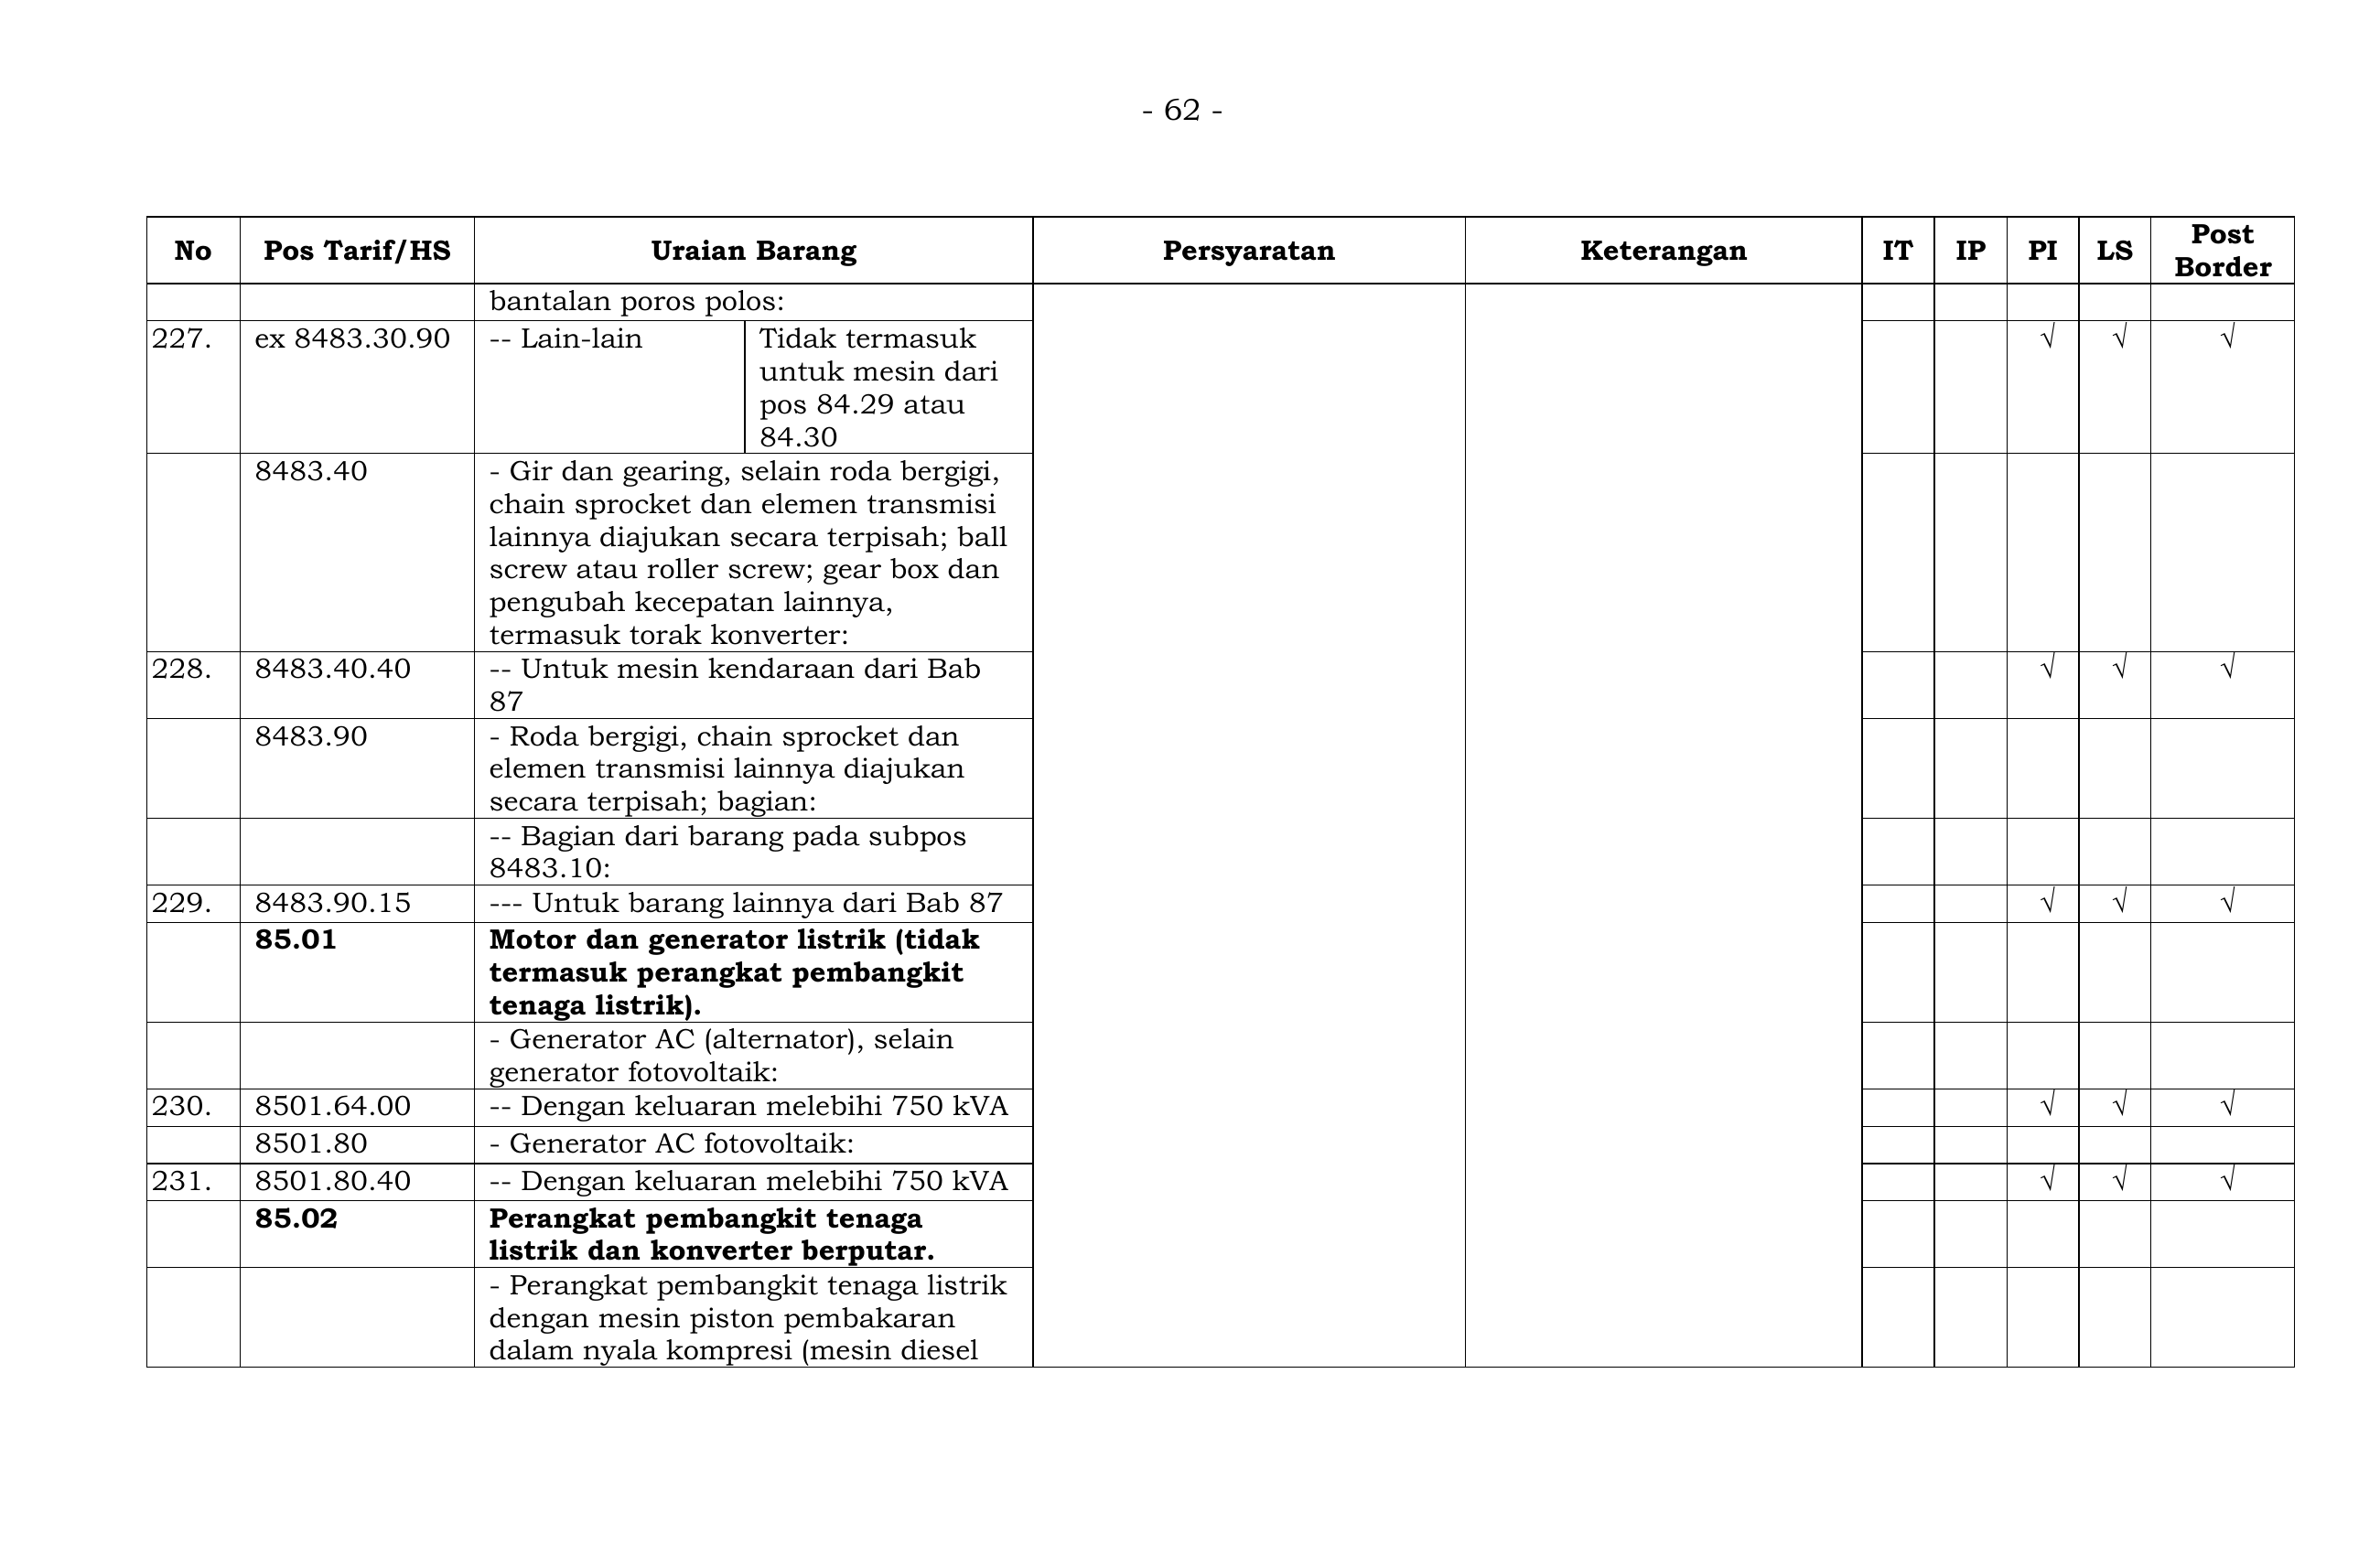 - 62 -
No Pos Tarif/HS Uraian Barang Persyaratan Keterangan IT IP PI LS Post Border
bantalan poros polos:
227. ex 8483.30.90 -- Lain-lain Tidak termasuk √ √ √
untuk mesin dari
pos 84.29 atau
84.30
8483.40 - Gir dan gearing, selain roda bergigi,
chain sprocket dan elemen transmisi
lainnya diajukan secara terpisah; ball
screw atau roller screw; gear box dan
pengubah kecepatan lainnya,
termasuk torak konverter:
228. 8483.40.40 -- Untuk mesin kendaraan dari Bab √ √ √
87
8483.90 - Roda bergigi, chain sprocket dan
elemen transmisi lainnya diajukan
secara terpisah; bagian:
-- Bagian dari barang pada subpos
8483.10:
229. 8483.90.15 --- Untuk barang lainnya dari Bab 87 √ √ √
85.01 Motor dan generator listrik (tidak
termasuk perangkat pembangkit
tenaga listrik).
- Generator AC (alternator), selain
generator fotovoltaik:
230. 8501.64.00 -- Dengan keluaran melebihi 750 kVA √ √ √
8501.80 - Generator AC fotovoltaik:
231. 8501.80.40 -- Dengan keluaran melebihi 750 kVA √ √ √
85.02 Perangkat pembangkit tenaga
listrik dan konverter berputar.
- Perangkat pembangkit tenaga listrik
dengan mesin piston pembakaran
dalam nyala kompresi (mesin diesel